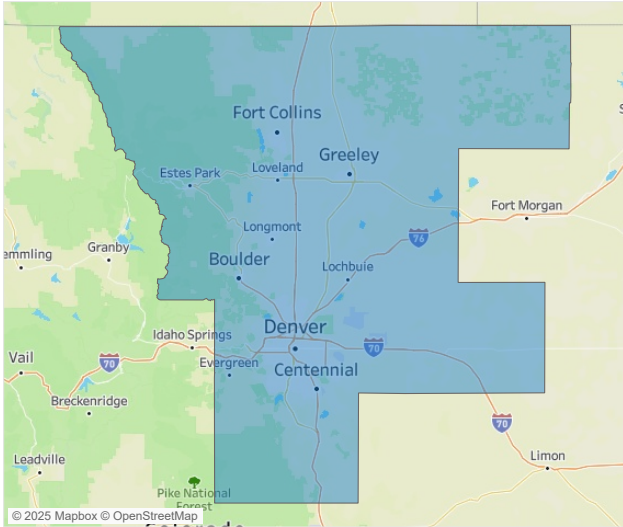 Fort Collins
Greeley
Estes Park
Loveland
Fort Morgan
Longmont
76
Granby
emmling
Boulder
Lochbuie
Denver
Idaho Springs
70
Vail
70
Evergreen
Centennial
Breckenridge
70
Leadville
Limon
Pike National
Forest
© 2025 Mapbox © OpenStreetMap